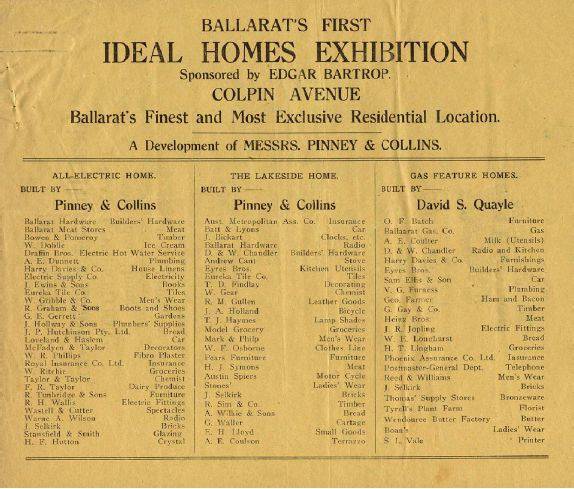 BALLARAT'S FIRST
IDEAL HOMES EXHIBITION
Sponsored by EDGAR BARTROP.
COLPIN AVENUE
Ballarat's Finest and Most Exclusive Residential Location.
A Development of MESSRS. PINNEY & COLLINS.
ALL-ELECTRIC HOME.
BUILT BY
Pinney & Collins
Ballarat Hardware Builders' Hardware
Ballarat Meat Stores Meat
Bowen & Pomeroy Timber
W. Doblie Ice Cream
Draffin Bros. Electric Hot Water Service
A. E. Dunnett Plumbing
Harry Davies & Co. House Linens
Electric Supply Co. Electricity
J. Ewins & Sons Books
Eureka Tile Co. Tiles
W. Gribble & Co. Men's Wear
R. Graham & Sons Boots and Shoes
G. E. Gerrett Gardens
J. Hollway & Sons Plumbers' Supplies
J. P. Hutchinson Pty. Ltd. Bread
Loveland & Haslem Car
McFadyen & Taylor Decorators
W. R. Phillips Fibro Plaster
Royal Insurance Co. Ltd. Insurance
W. Ritchie Groceries
Taylor & Taylor Chemist
F. R. Taylor Dairy Produce
R. Tunbridge & Sons Furniture
R. H. Wallis Electric Fittings
Wastell & Cutter Spectacles
Warne A. Wilson Radio
J. Selkirk Bricks
Stansfield & Smith Glazing
H. F. Hutton Crystal
THE LAKESIDE HOME.
BUILT BY
Pinney & Collins
Aust. Metropolitan Ass. Co. Insurance
Batt & Lyons Car
J. Bickart Clocks, etc.
Ballarat Hardware Radio
D. & W. Chandler Builders' Hardware
Andrew Cant Stove
Eyres Bros. Kitchen Utensils
Eureka Tile Co. Tiles
T. D. Pindlay Decorating
W. Gear Chemist
R. M. Gullen Leather Goods
J. A. Holland Bicycle
T. J. Haymes Lamp Shades
Model Grocery Groceries
Mark & Philp Men's Wear
W. F. Osborne Clothes Line
Pears Furniture Furniture
H. J. Symons Meat
Austin Spiers Motor Cycle
Stones' Ladies' Wear
J. Selkirk Bricks
R. Sim & Co. Timber
A. Wilkie & Sons Bread
G. Waller Cartage
E. H. Lloyd Small Goods
A. E. Coulson Terrazzo
GAS FEATURE HOMES.
BUILT BY
David S. Quayle
O. F. Batch Furniture
Ballaarat Gas. Co. Gas
A. E. Coulter Milk (Utensils)
D. & W. Chandler Radio and Kitchen
Harry Davies & Co. Furnishings
Eyres Bros. Builders' Hardware
Sam Ellis & Son Car
V. G. Furness Plumbing
Geo. Farmer Ham and Bacon
G. Gay & Co. Timber
Heinz Bros. Meat
J. R. Jopling Electric Fittings
W. E. Longhurst Bread
H. T. Lingham Groceries
Phoenix Assurance Co. Ltd. Insurance
Postmaster-General Dept. Telephone
Reed & Williams Men's Wear
J. Selkirk Bricks
Thomas' Supply Stores Bronzeware
Tyrell's Plant Farm Florist
Wendouree Butter Factory Butter
Boan's Ladies' Wear
S. L. Vale Printer